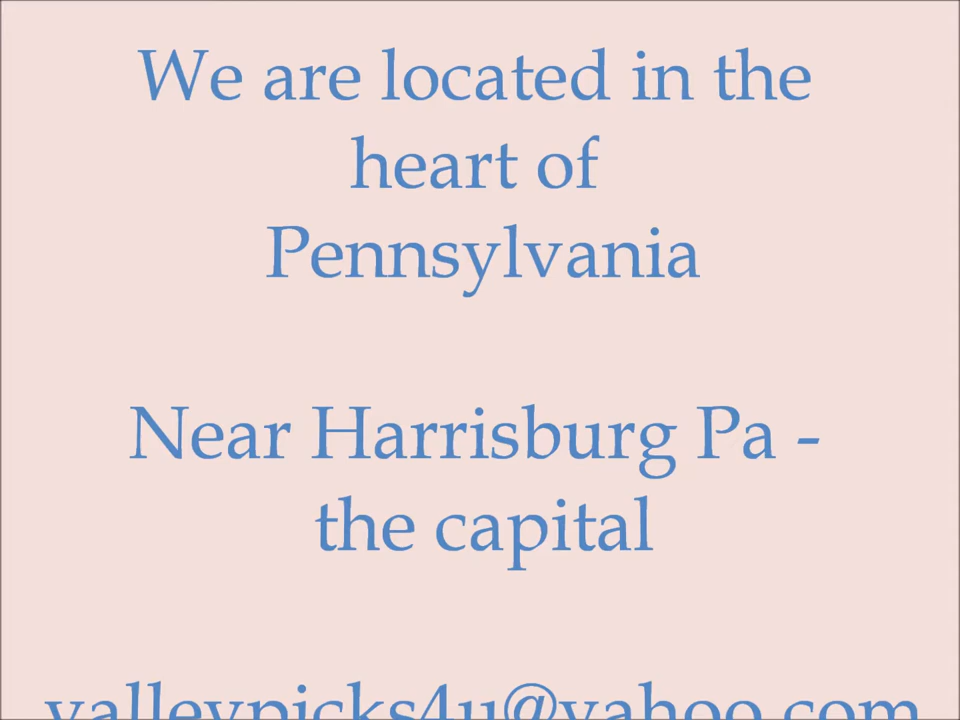 We are located in the
heart of
Pennsylvania
Near Harrisburg Pa -
the capital
valleypicks4u@yahoo.com